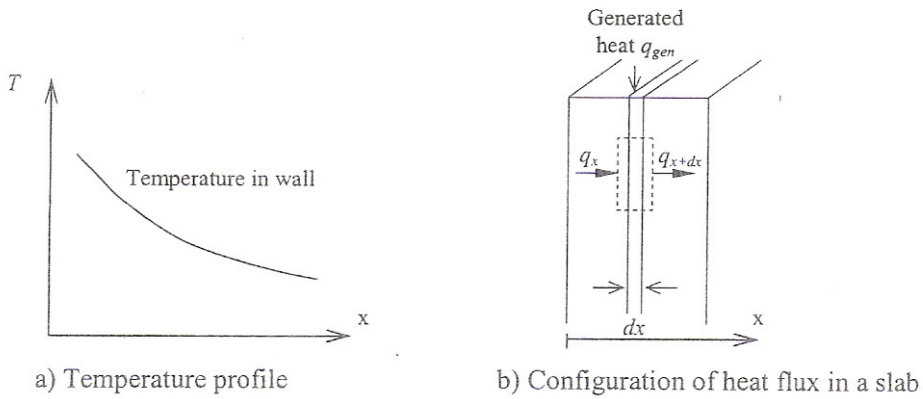 T
Temperature in wall
x
a) Temperature profile
Generated
heat q_gen
q_x
q_x+dx
dx
x
b) Configuration of heat flux in a slab